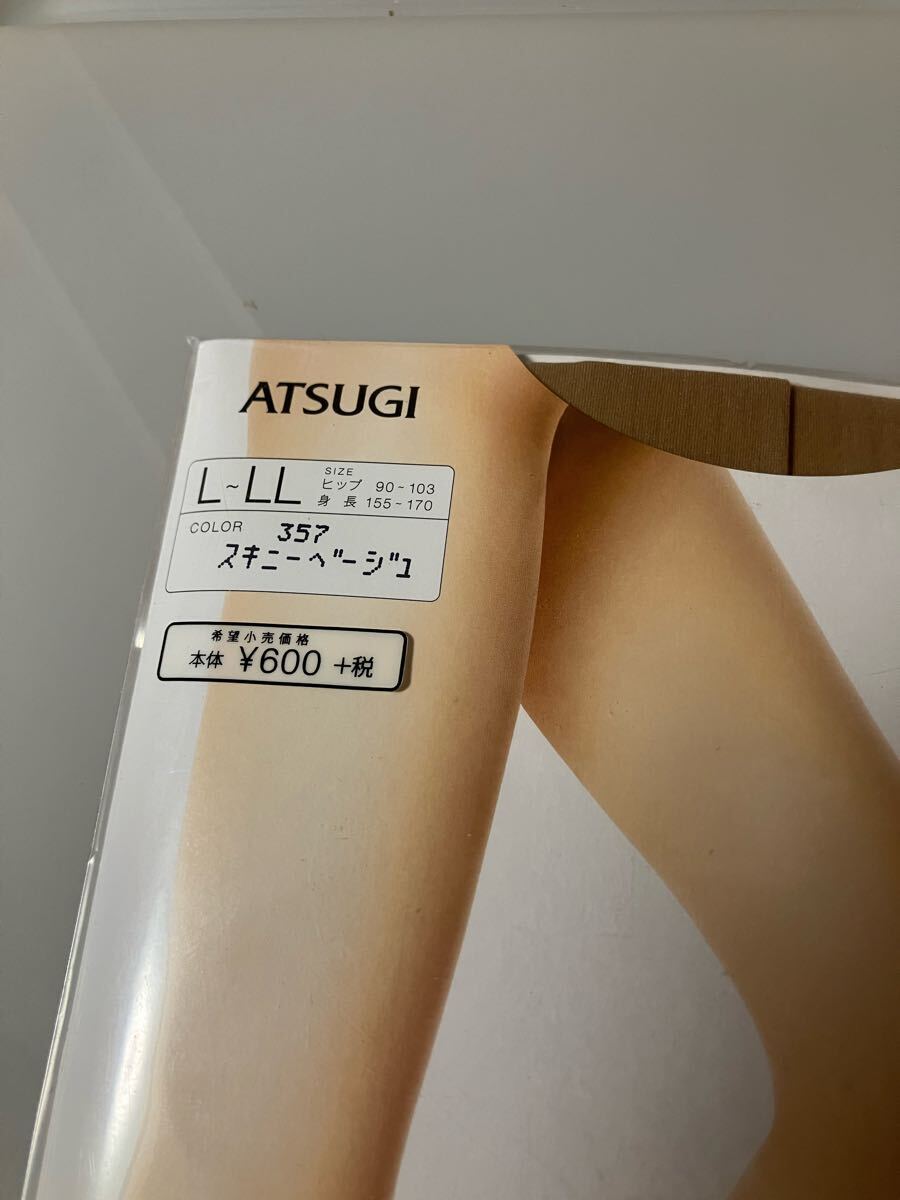 ATSUGI
L~LL
SIZE
ヒップ 90~103
身長 155~170
COLOR 357
スキニーベージュ
希望小売価格
本体 ¥600 +税